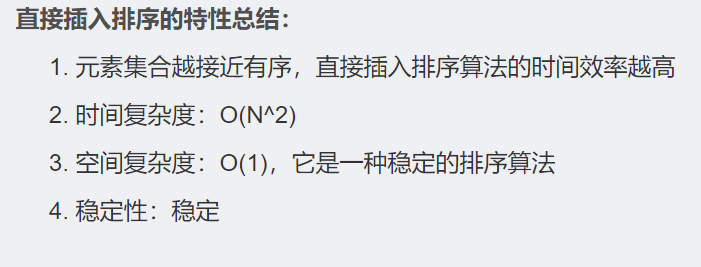 直接插入排序的特性总结：
1. 元素集合越接近有序，直接插入排序算法的时间效率越高
2. 时间复杂度：O(N^2)
3. 空间复杂度：O(1)，它是一种稳定的排序算法
4. 稳定性：稳定